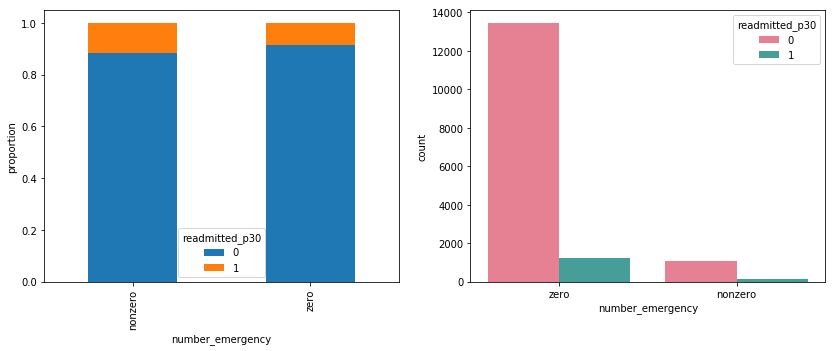 1.0
0.8
0.6
0.4
0.2
0.0
proportion
readmitted_p30
0
1
nonzero
zero
number_emergency
14000
12000
10000
8000
6000
4000
2000
0
count
readmitted_p30
0
1
zero
nonzero
number_emergency